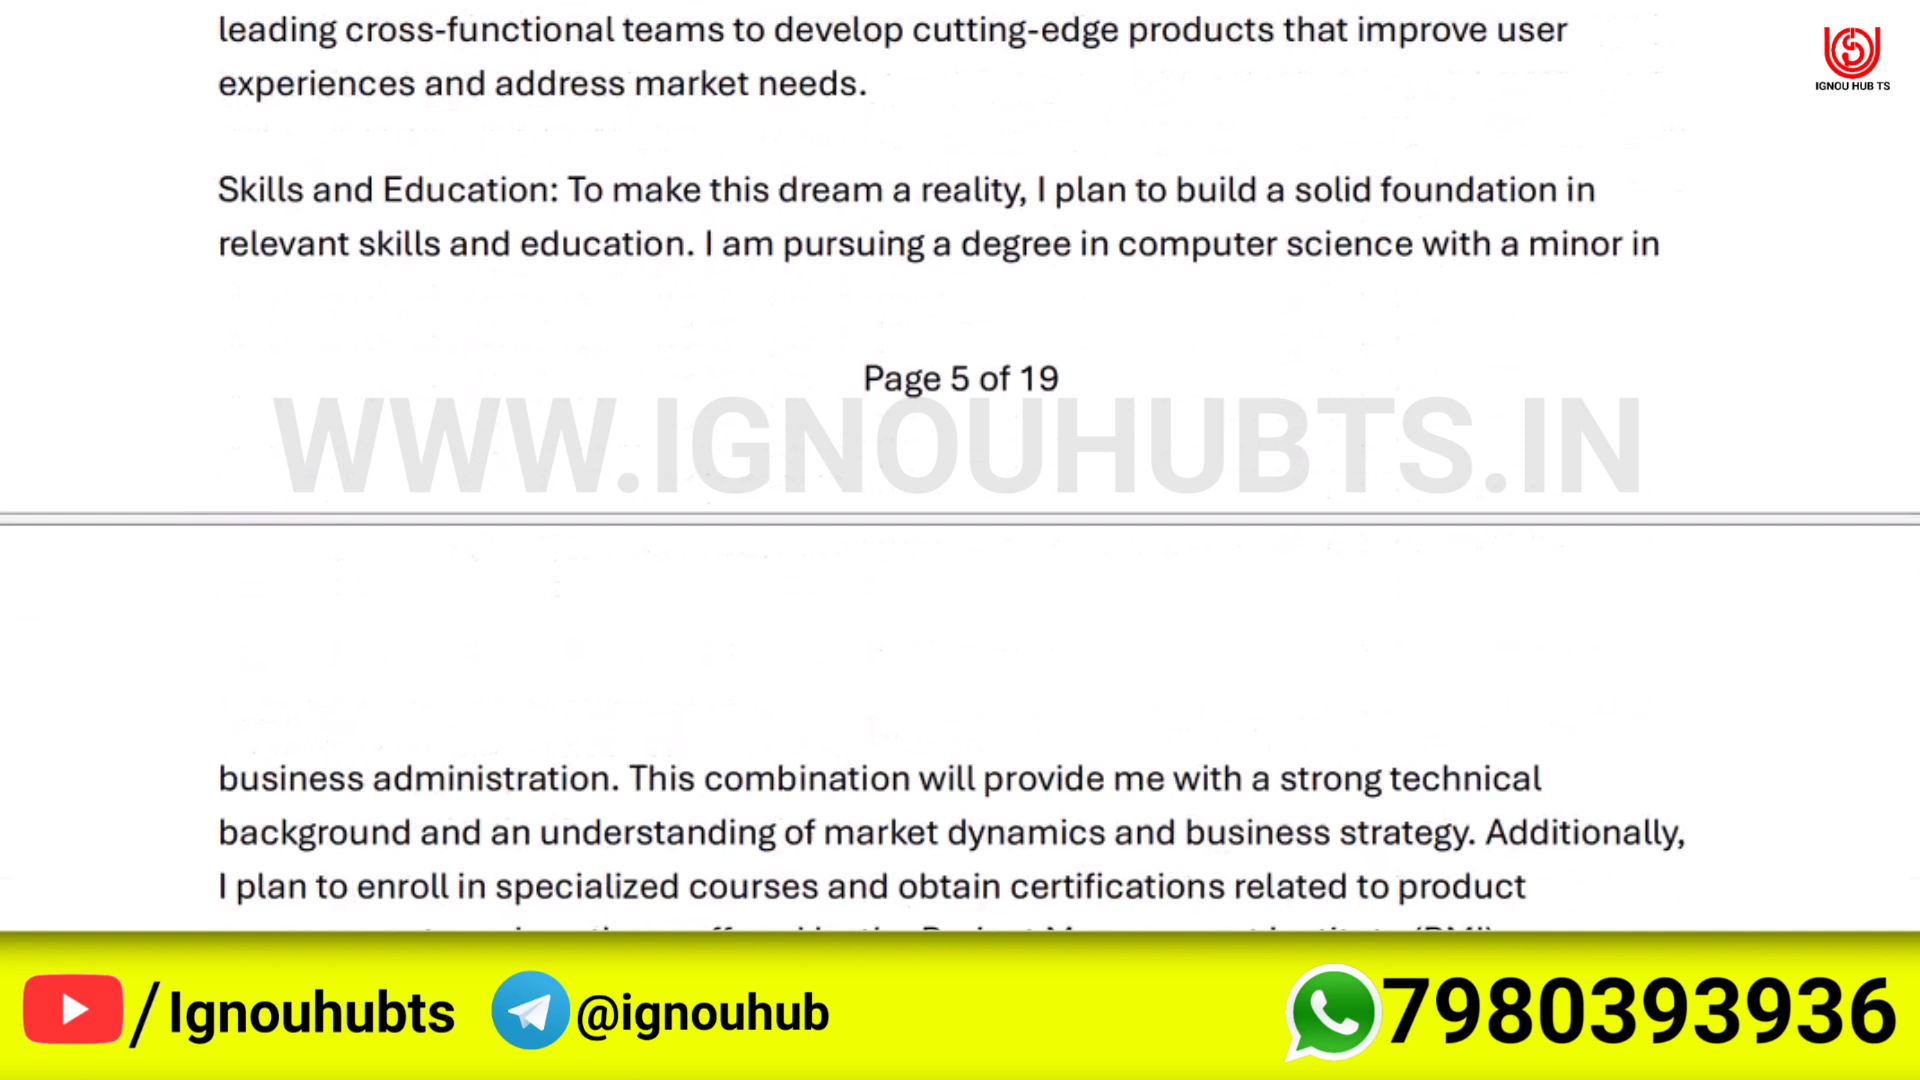 leading cross-functional teams to develop cutting-edge products that improve user
experiences and address market needs.
IGNOU HUB TS
Skills and Education: To make this dream a reality, I plan to build a solid foundation in
relevant skills and education. I am pursuing a degree in computer science with a minor in
Page 5 of 19
WWW.IGNOUHUBTS.IN
business administration. This combination will provide me with a strong technical
background and an understanding of market dynamics and business strategy. Additionally,
I plan to enroll in specialized courses and obtain certifications related to product
/Ignouhubts @ignouhub 7980393936